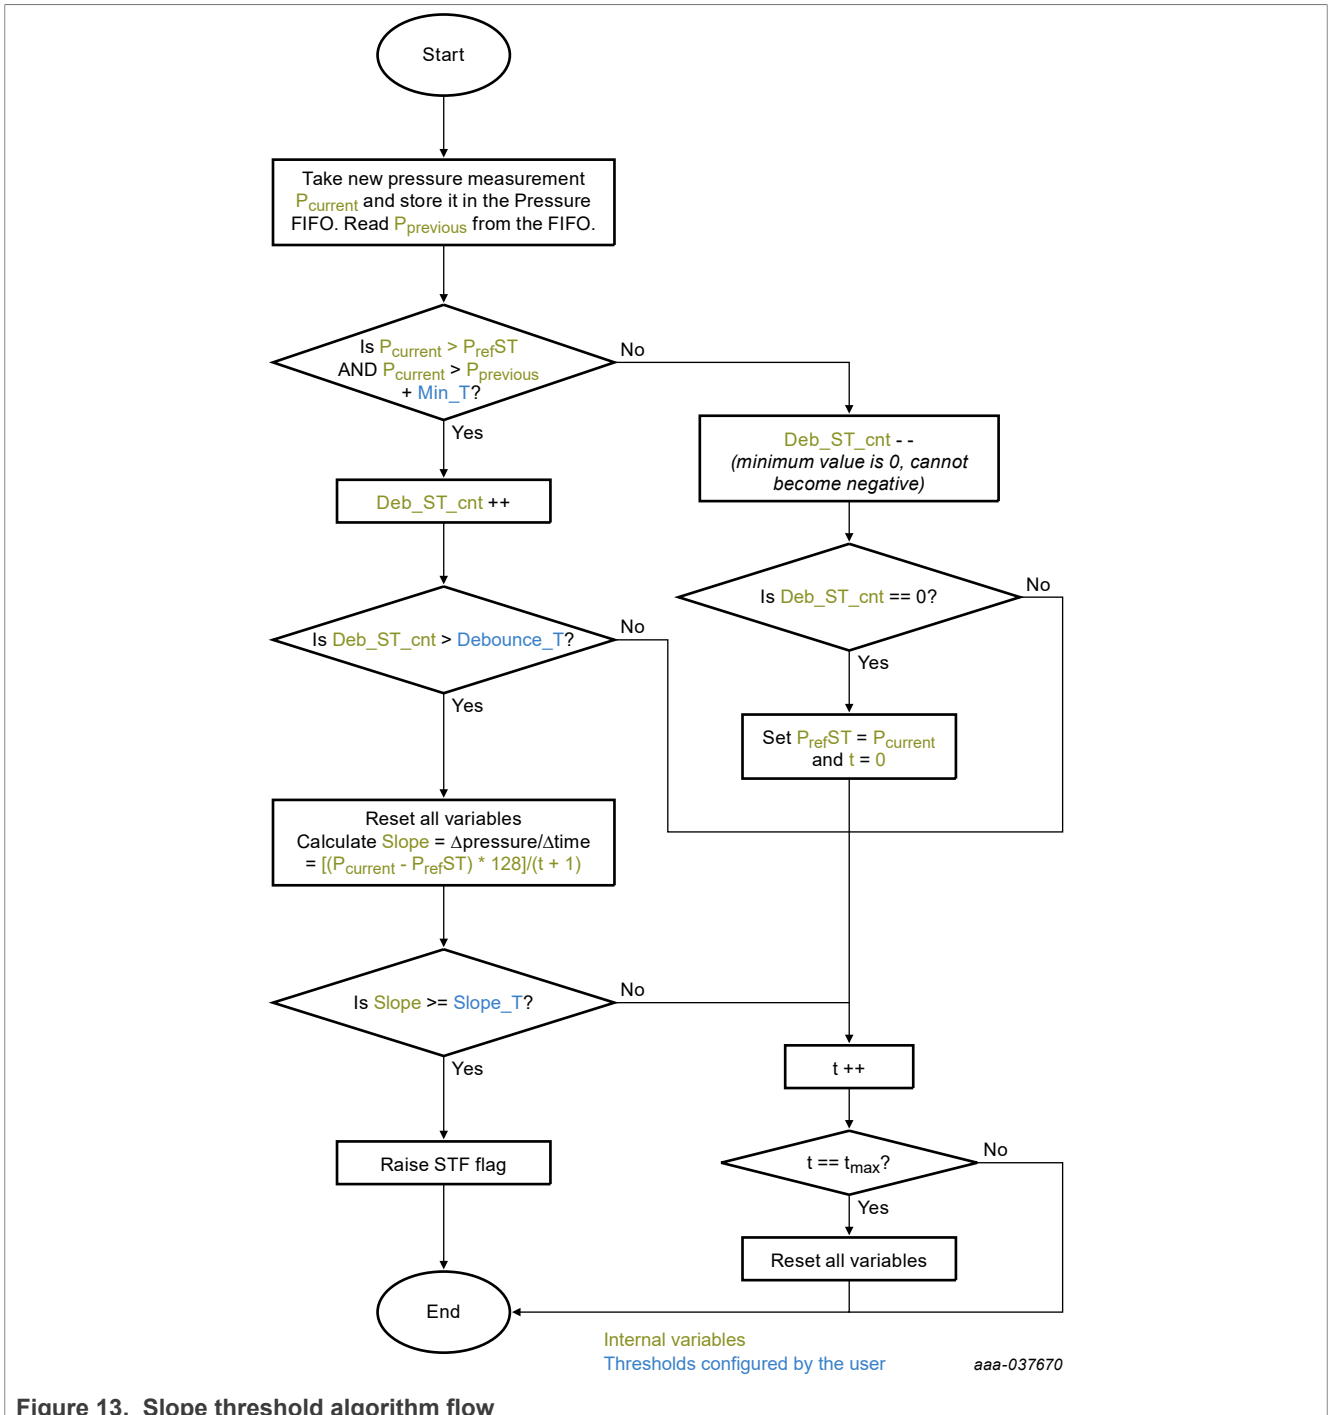 Start
Take new pressure measurement
Pcurrent and store it in the Pressure
FIFO. Read Pprevious from the FIFO.
Is Pcurrent > PrefST
AND Pcurrent > Pprevious
+ Min_T?
No
Yes
Deb_ST_cnt - -
(minimum value is 0, cannot
become negative)
Deb_ST_cnt ++
Is Deb_ST_cnt == 0?
No
Yes
Is Deb_ST_cnt > Debounce_T?
No
Yes
Set PrefST = Pcurrent
and t = 0
Reset all variables
Calculate Slope = Δpressure/Δtime
= [(Pcurrent - PrefST) * 128]/(t + 1)
Is Slope >= Slope_T?
No
Yes
t ++
t == tmax?
No
Yes
Raise STF flag
Reset all variables
End
Internal variables
Thresholds configured by the user
aaa-037670
Figure 13. Slope threshold algorithm flow